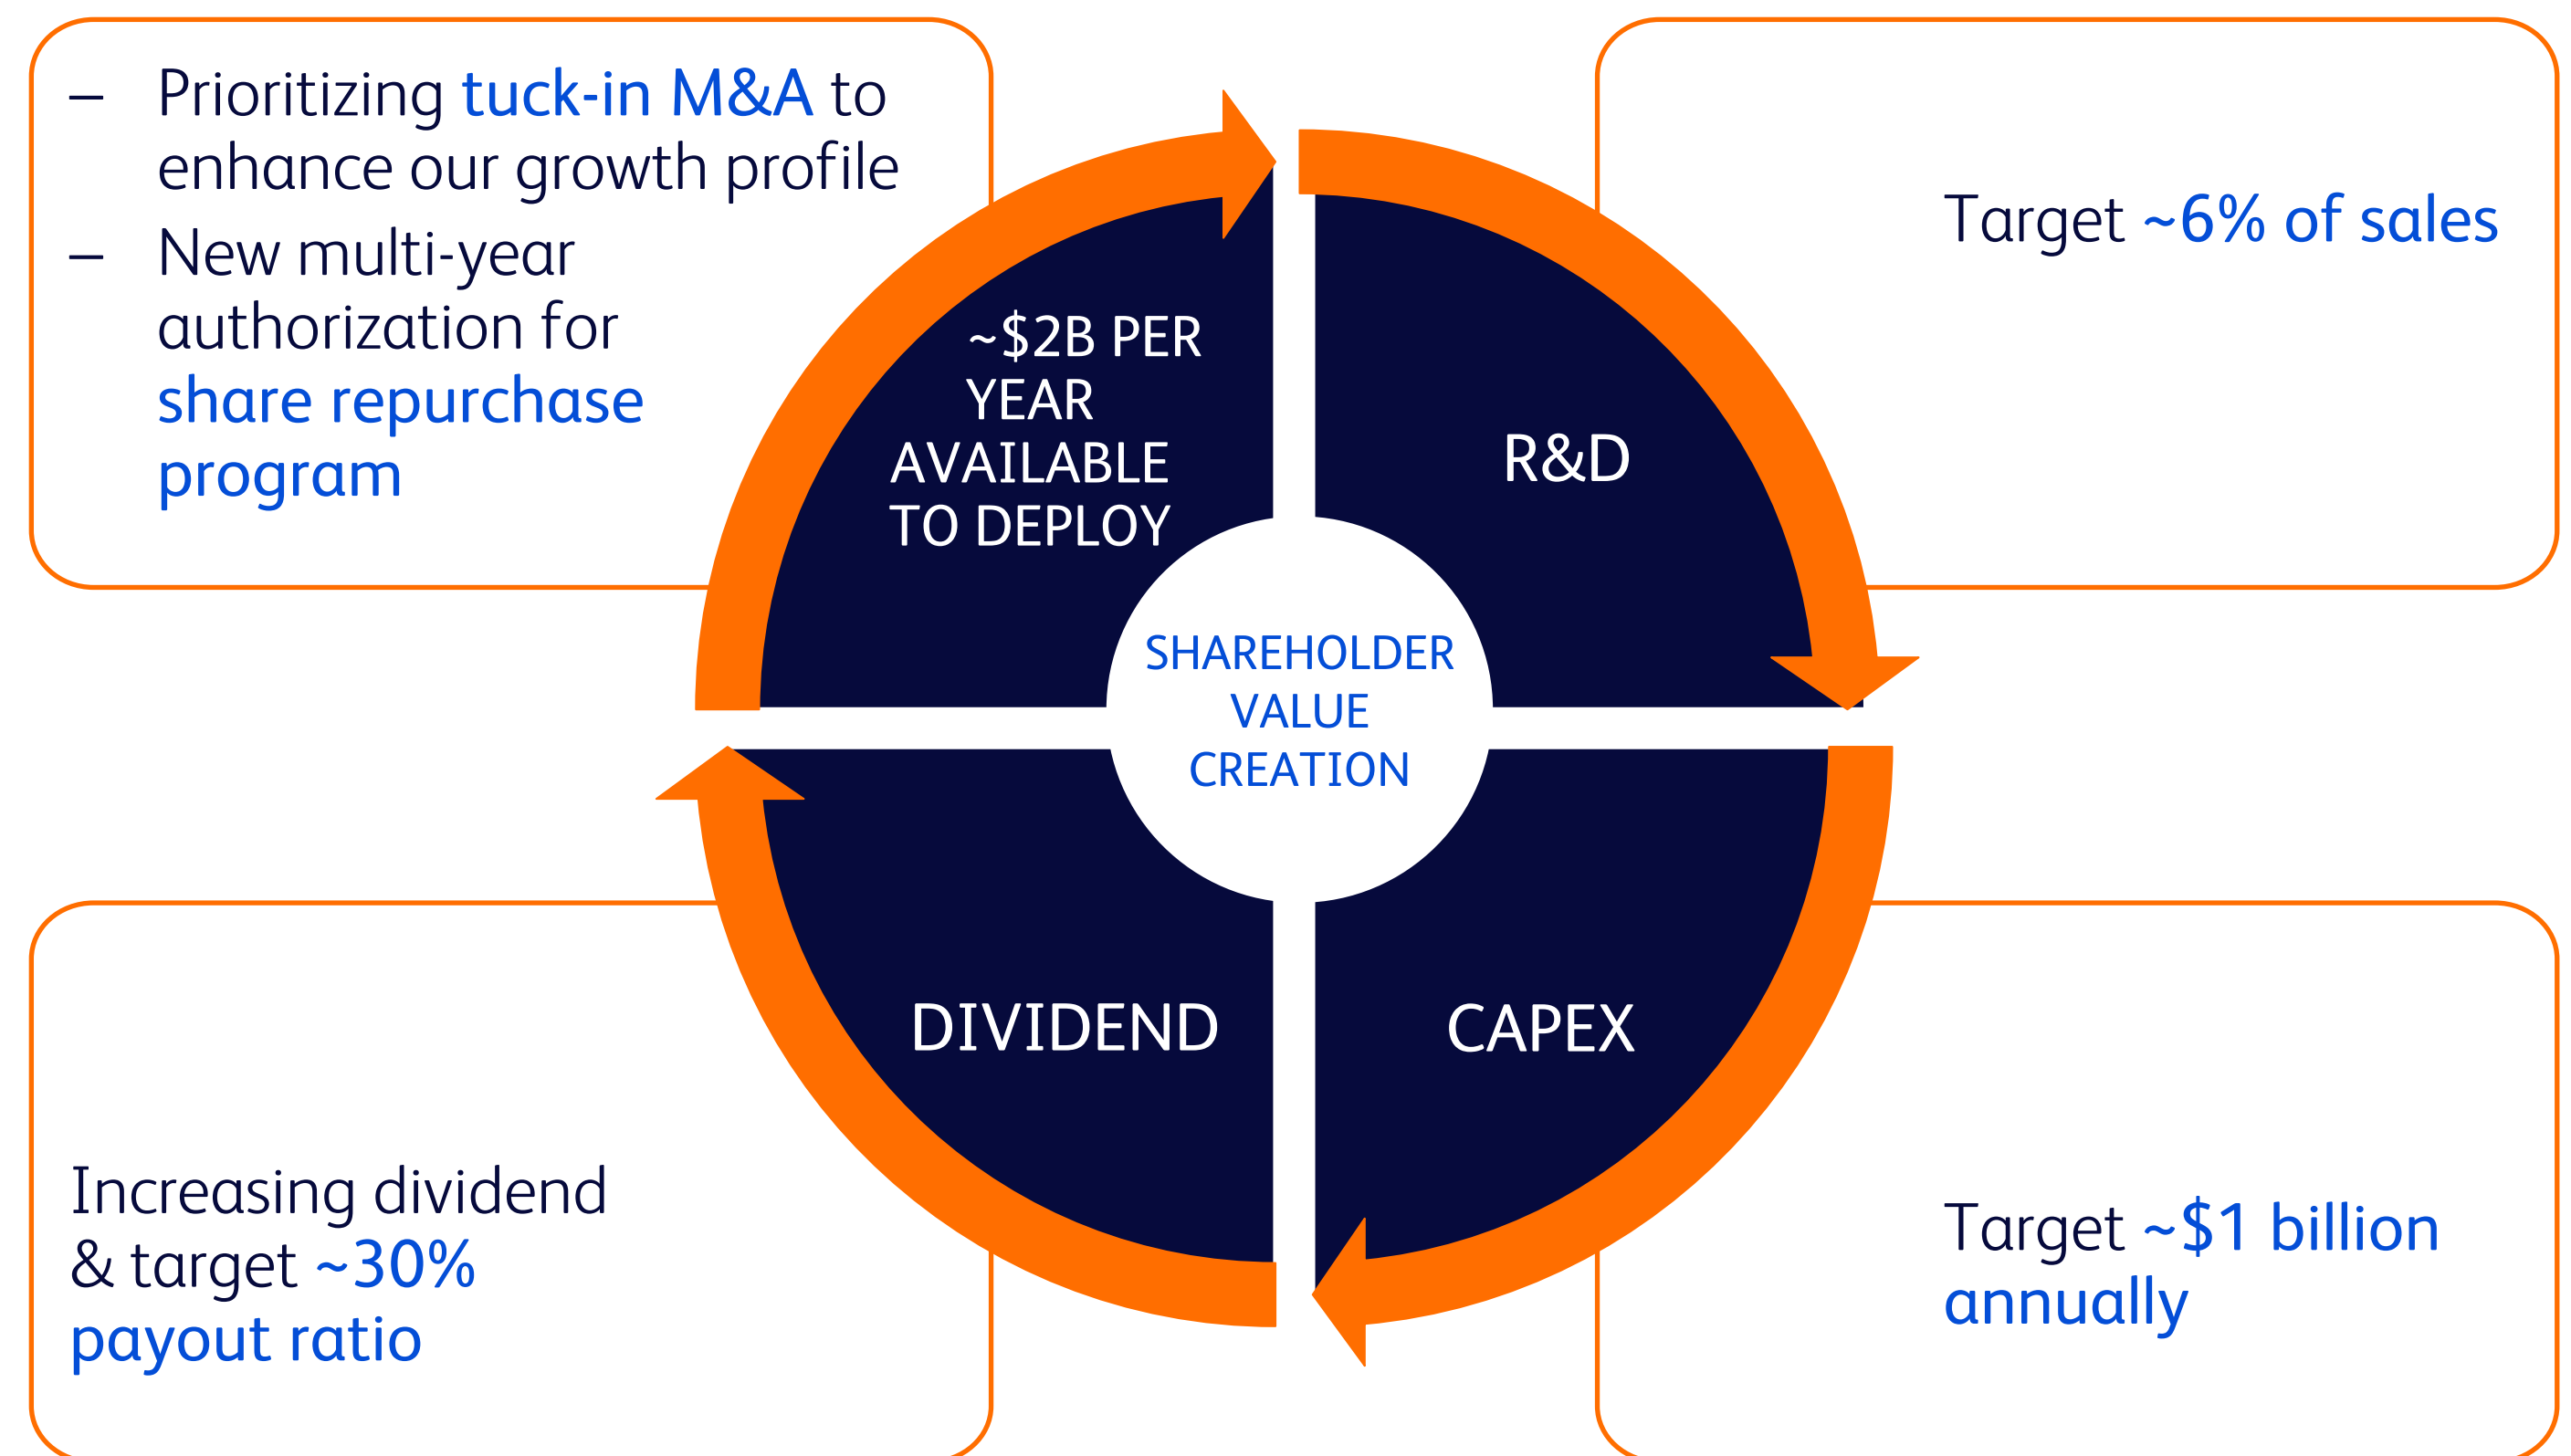 – Prioritizing tuck-in M&A to
enhance our growth profile
– New multi-year
authorization for
share repurchase
program
Target ~6% of sales
~$2B PER
YEAR
AVAILABLE
TO DEPLOY
R&D
SHAREHOLDER
VALUE
CREATION
DIVIDEND
CAPEX
Increasing dividend
& target ~30%
payout ratio
Target ~$1 billion
annually